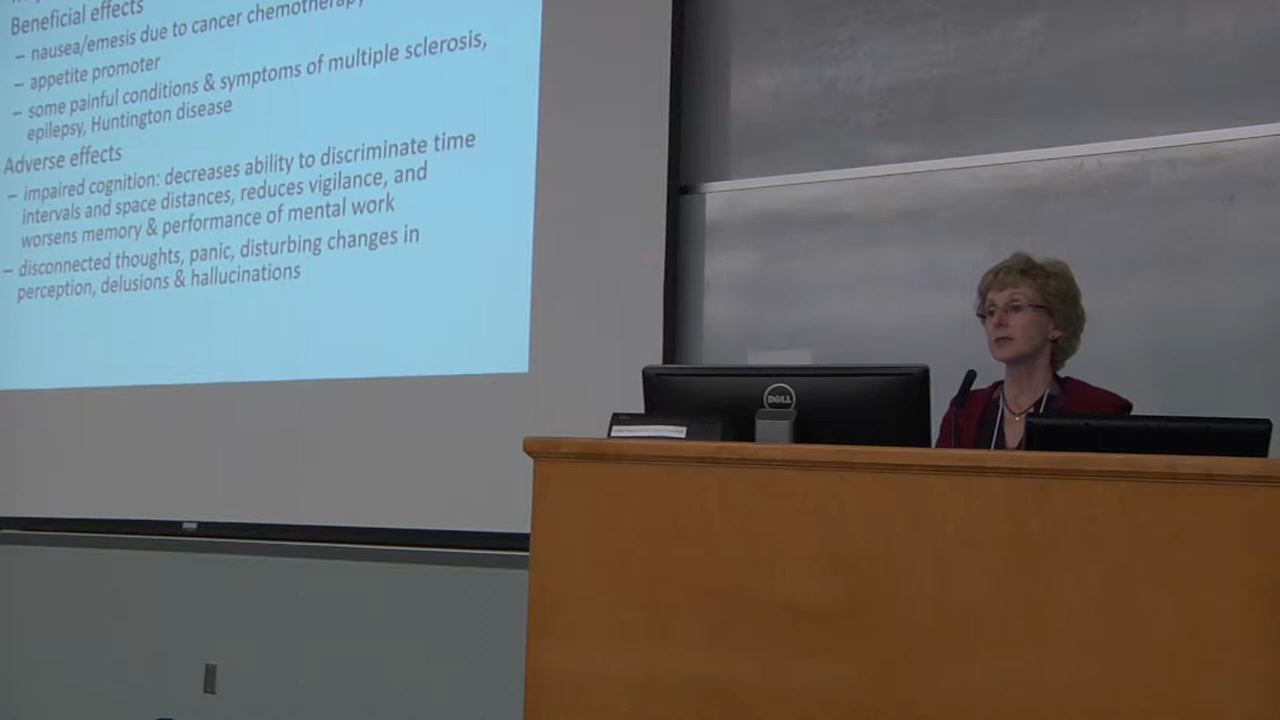 Beneficial effects
– nausea/emesis due to cancer chemotherapy
– appetite promoter
– some painful conditions & symptoms of multiple sclerosis,
epilepsy, Huntington disease
Adverse effects
– impaired cognition: decreases ability to discriminate time
intervals and space distances, reduces vigilance, and
worsens memory & performance of mental work
– disconnected thoughts, panic, disturbing changes in
perception, delusions & hallucinations
DELL